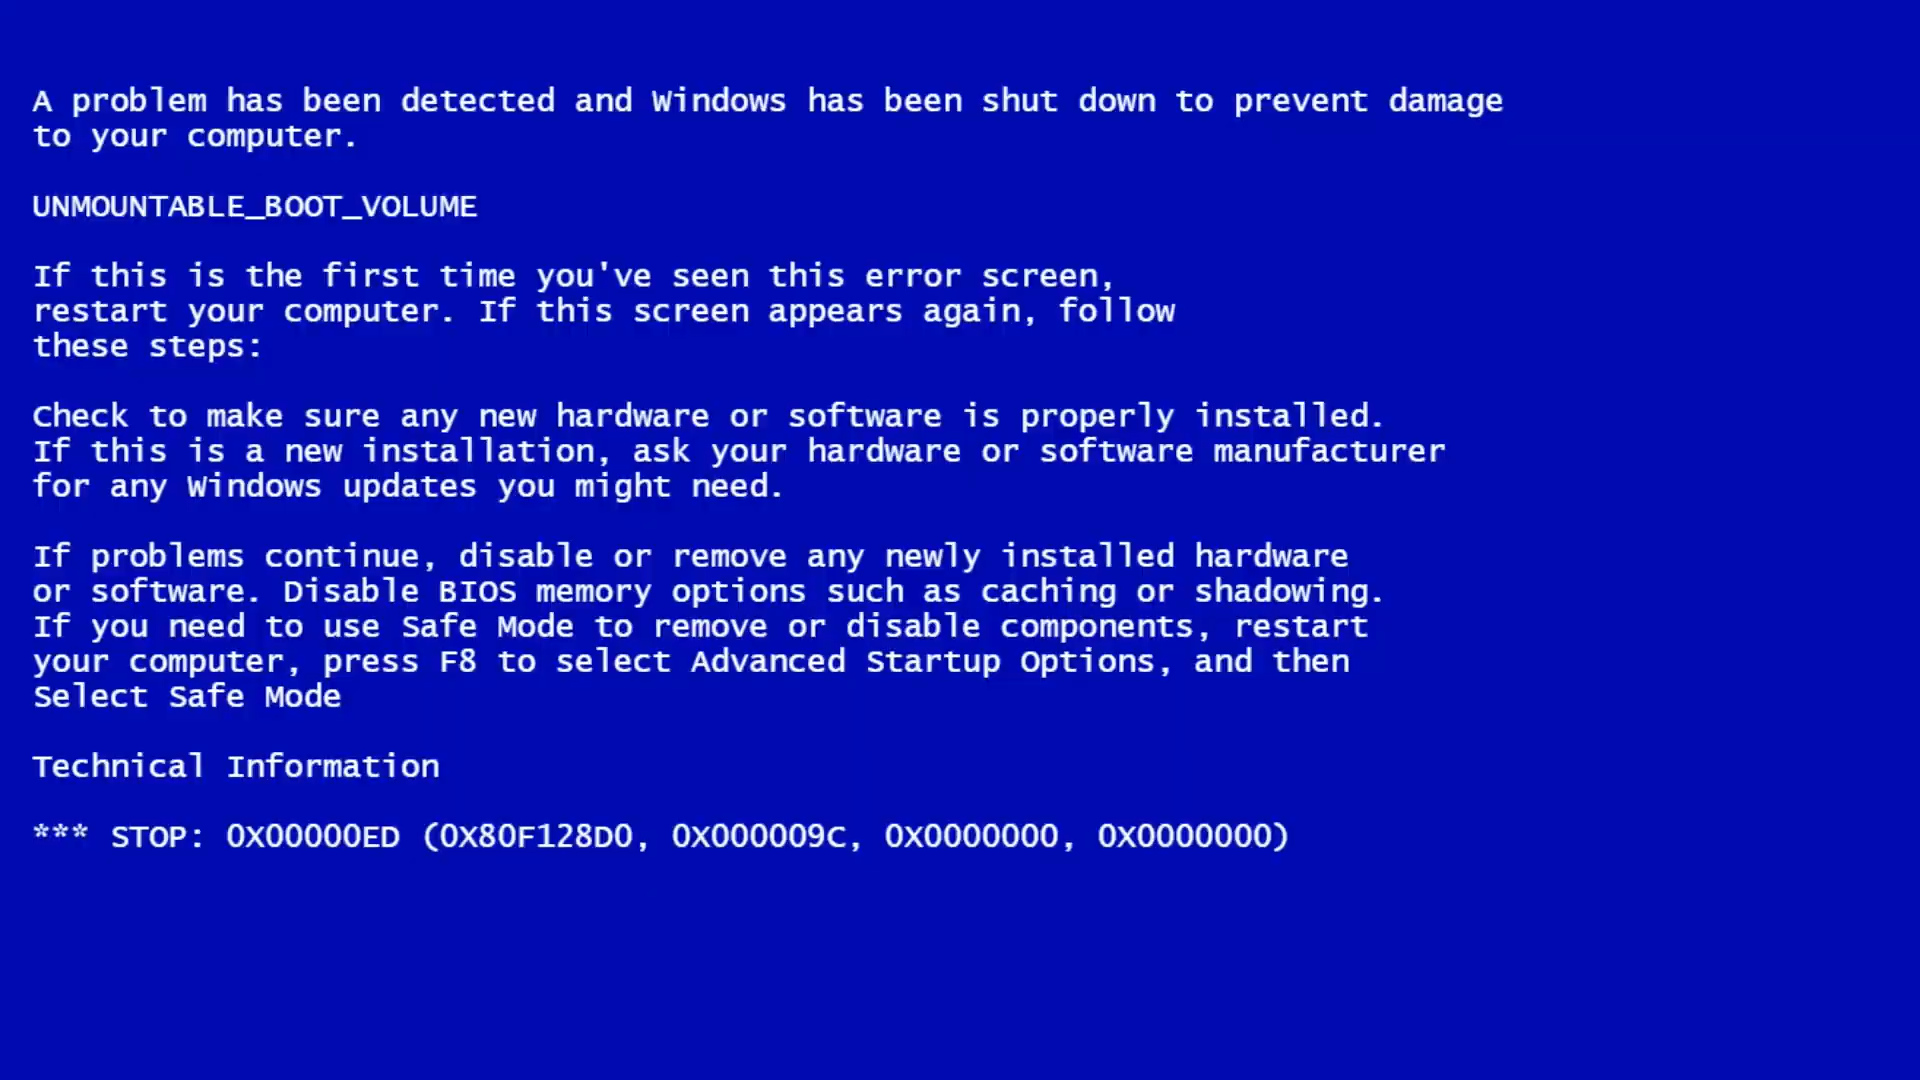 A problem has been detected and Windows has been shut down to prevent damage
to your computer.
UNMOUNTABLE_BOOT_VOLUME
If this is the first time you've seen this error screen,
restart your computer. If this screen appears again, follow
these steps:
Check to make sure any new hardware or software is properly installed.
If this is a new installation, ask your hardware or software manufacturer
for any Windows updates you might need.
If problems continue, disable or remove any newly installed hardware
or software. Disable BIOS memory options such as caching or shadowing.
If you need to use Safe Mode to remove or disable components, restart
your computer, press F8 to select Advanced Startup Options, and then
Select Safe Mode
Technical Information
*** STOP: 0X00000ED (0X80F128D0, 0X000009C, 0X0000000, 0X0000000)